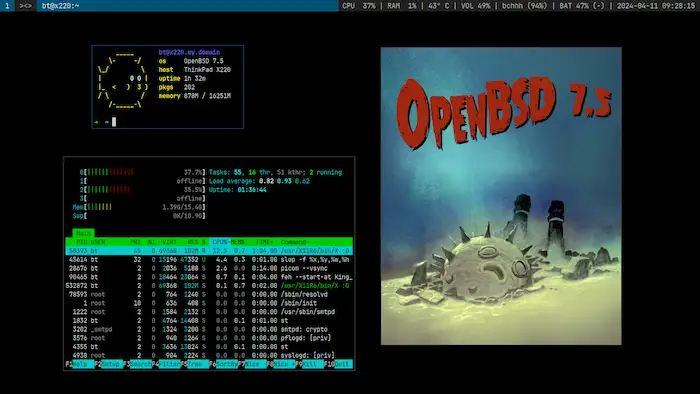 1 ><> bt@x220:~ CPU 37% | RAM 1% | 43° C | VOL 49% | bchhh (94%) | BAT 47% (-) | 2024-04-11 09:28:15
bt@x220.my.domain
os OpenBSD 7.5
host ThinkPad X220
uptime 1h 32m
pkgs 202
memory 878M / 16251M
→ ~
OPENBSD 7.5
0[|||||||||||| 37.7%] Tasks: 55, 16 thr, 51 kthr; 2 running
1[ offline] Load average: 0.82 0.93 0.62
2[||||||||||| 35.5%] Uptime: 01:36:44
3[ offline]
Mem[||||||| 1.39G/15.4G]
Swp[ 0K/18.9G]
Main
PID USER PRI NI VIRT RES S CPU% MEM% TIME+ Command
58393 bt 45 0 69368 102M R 12.5 0.7 1:04.00 /usr/X11R6/bin/X :0
45614 bt 32 0 15196 47352 U 4.4 0.3 0:01.45 slop -f %x,%y,%w,%h
28676 bt 2 0 2036 5188 S 2.6 0.0 0:14.00 picom --vsync
90465 bt 2 0 18464 23064 S 0.7 0.1 0:04.00 feh --start-at King_
532872 bt 2 0 69368 102M S 0.1 0.7 0:02.00 /usr/X11R6/bin/X :0
78593 root 2 0 764 1240 S 0.0 0.0 0:00.00 /sbin/resolvd
1 root 10 0 636 408 S 0.0 0.0 0:00.00 /sbin/init
1222 root 2 0 1584 2132 S 0.0 0.0 0:00.00 /usr/sbin/smtpd
1832 bt 2 0 4764 14408 S 0.0 0.1 0:01.00 st
3202 _smtpd 2 0 1324 3200 S 0.0 0.0 0:00.00 smtpd: crypto
3576 root 2 0 940 1264 S 0.0 0.0 0:00.00 pflogd: [priv]
4355 bt 2 0 3636 13024 S 0.0 0.1 0:00.00 st
4938 root 2 0 904 2224 S 0.0 0.0 0:00.00 syslogd: [priv]
F1Help F2Setup F3Search F4Filter F5Tree F6SortBy F7Nice - F8Nice + F9Kill F10Quit